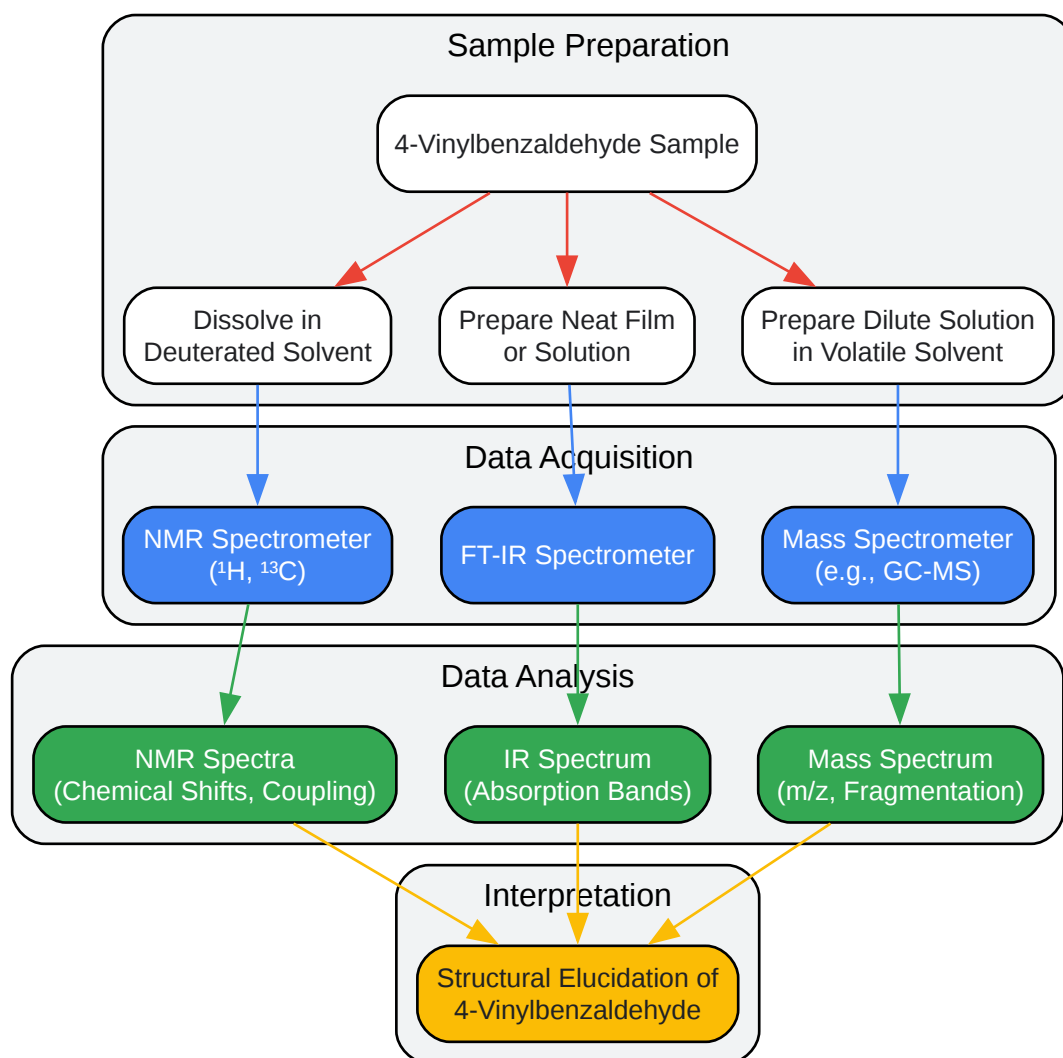 Sample Preparation
4-Vinylbenzaldehyde Sample
Dissolve in
Deuterated Solvent
Prepare Neat Film
or Solution
Prepare Dilute Solution
in Volatile Solvent
Data Acquisition
NMR Spectrometer
(¹H, ¹³C)
FT-IR Spectrometer
Mass Spectrometer
(e.g., GC-MS)
Data Analysis
NMR Spectra
(Chemical Shifts, Coupling)
IR Spectrum
(Absorption Bands)
Mass Spectrum
(m/z, Fragmentation)
Interpretation
Structural Elucidation of
4-Vinylbenzaldehyde